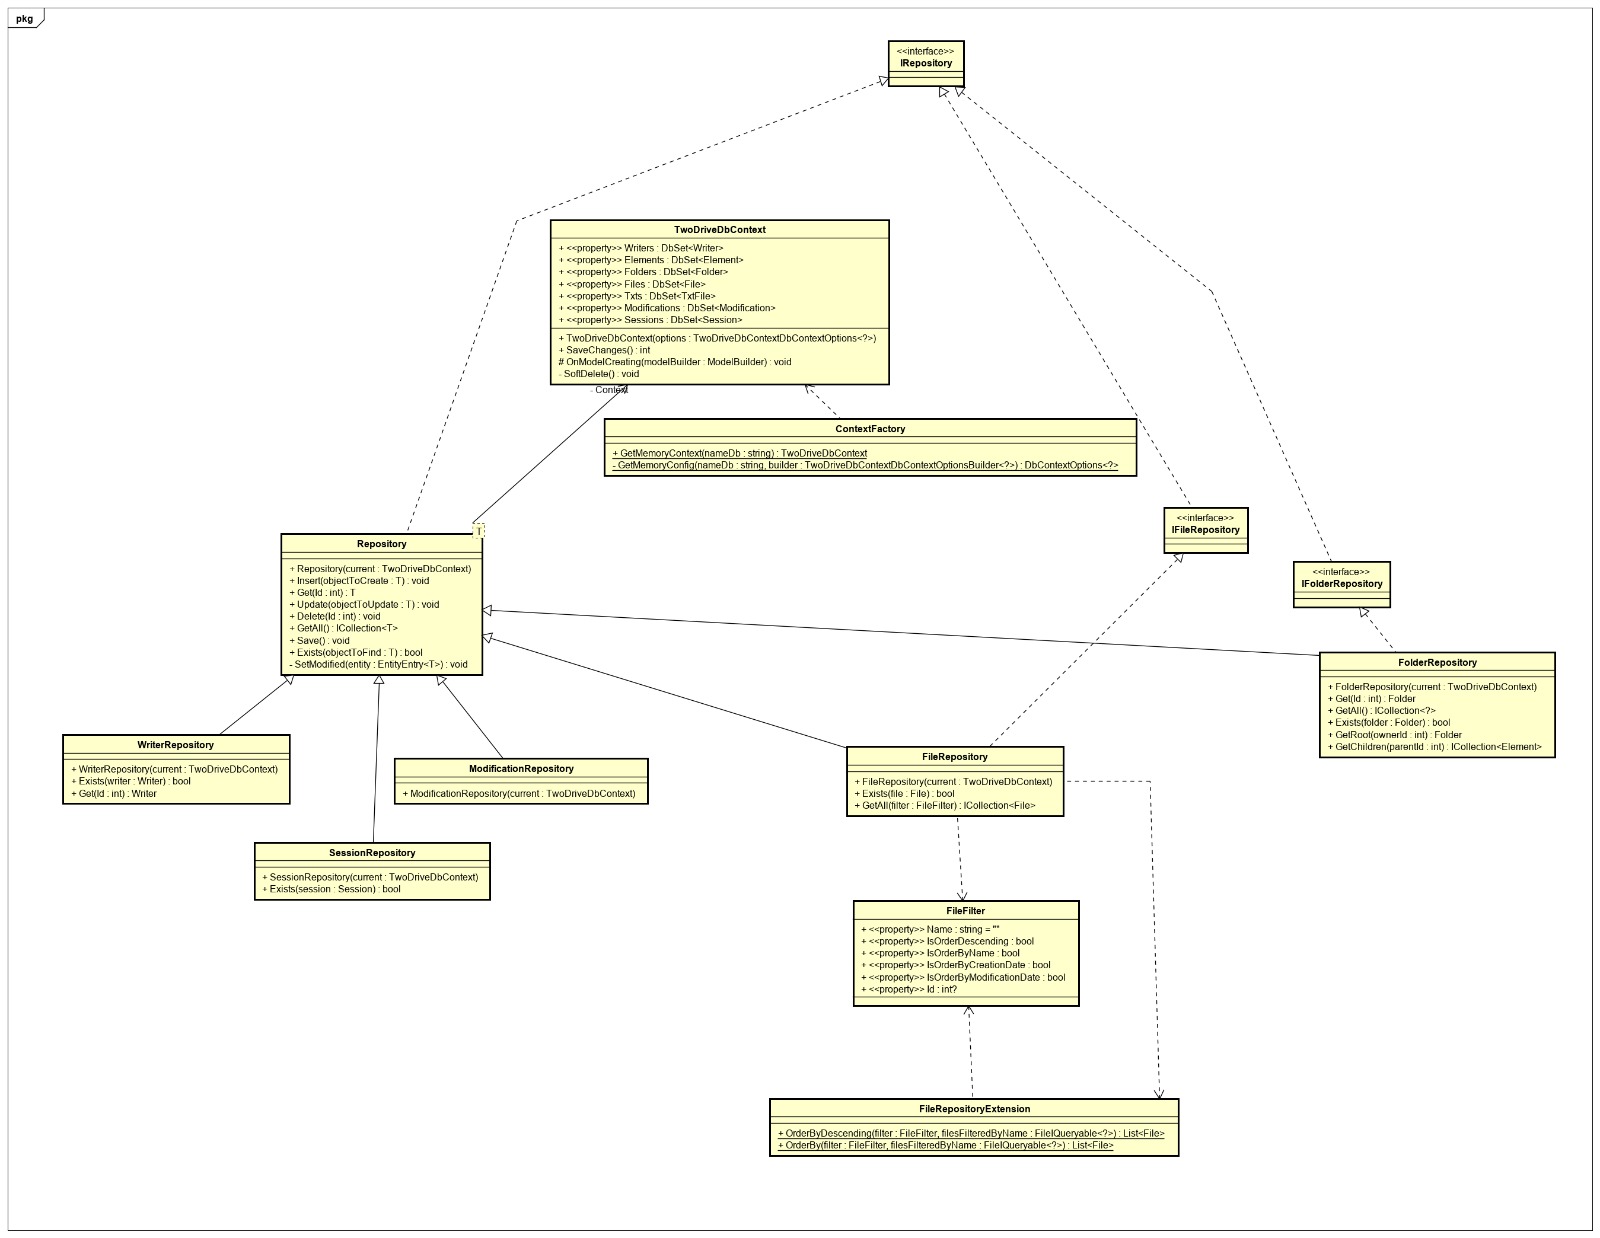 pkg
<<interface>>
IRepository
TwoDriveDbContext
+ <<property>> Writers : DbSet<Writer>
+ <<property>> Elements : DbSet<Element>
+ <<property>> Folders : DbSet<Folder>
+ <<property>> Files : DbSet<File>
+ <<property>> Txts : DbSet<TxtFile>
+ <<property>> Modifications : DbSet<Modification>
+ <<property>> Sessions : DbSet<Session>
+ TwoDriveDbContext(options : TwoDriveDbContextDbContextOptions<?>)
+ SaveChanges() : int
# OnModelCreating(modelBuilder : ModelBuilder) : void
- SoftDelete() : void
- Context
ContextFactory
+ GetMemoryContext(nameDb : string) : TwoDriveDbContext
- GetMemoryConfig(nameDb : string, builder : TwoDriveDbContextDbContextOptionsBuilder<?>) : DbContextOptions<?>
<<interface>>
IFileRepository
<<interface>>
IFolderRepository
T
Repository
+ Repository(current : TwoDriveDbContext)
+ Insert(objectToCreate : T) : void
+ Get(Id : int) : T
+ Update(objectToUpdate : T) : void
+ Delete(Id : int) : void
+ GetAll() : ICollection<T>
+ Save() : void
+ Exists(objectToFind : T) : bool
- SetModified(entity : EntityEntry<T>) : void
FolderRepository
+ FolderRepository(current : TwoDriveDbContext)
+ Get(Id : int) : Folder
+ GetAll() : ICollection<?>
+ Exists(folder : Folder) : bool
+ GetRoot(ownerId : int) : Folder
+ GetChildren(parentId : int) : ICollection<Element>
WriterRepository
+ WriterRepository(current : TwoDriveDbContext)
+ Exists(writer : Writer) : bool
+ Get(Id : int) : Writer
ModificationRepository
+ ModificationRepository(current : TwoDriveDbContext)
FileRepository
+ FileRepository(current : TwoDriveDbContext)
+ Exists(file : File) : bool
+ GetAll(filter : FileFilter) : ICollection<File>
SessionRepository
+ SessionRepository(current : TwoDriveDbContext)
+ Exists(session : Session) : bool
FileFilter
+ <<property>> Name : string = ""
+ <<property>> IsOrderDescending : bool
+ <<property>> IsOrderByName : bool
+ <<property>> IsOrderByCreationDate : bool
+ <<property>> IsOrderByModificationDate : bool
+ <<property>> Id : int?
FileRepositoryExtension
+ OrderByDescending(filter : FileFilter, filesFilteredByName : FileIQueryable<?>) : List<File>
+ OrderBy(filter : FileFilter, filesFilteredByName : FileIQueryable<?>) : List<File>